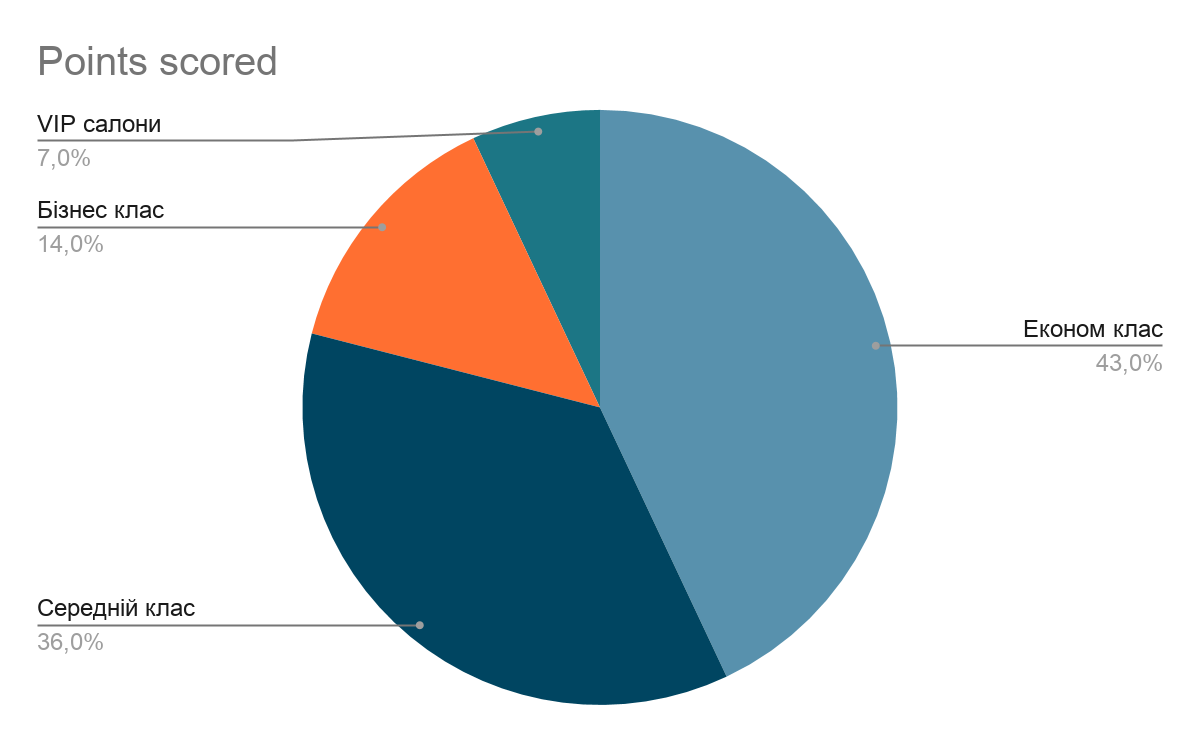 Points scored
VIP салони
7,0%
Бізнес клас
14,0%
Економ клас
43,0%
Середній клас
36,0%